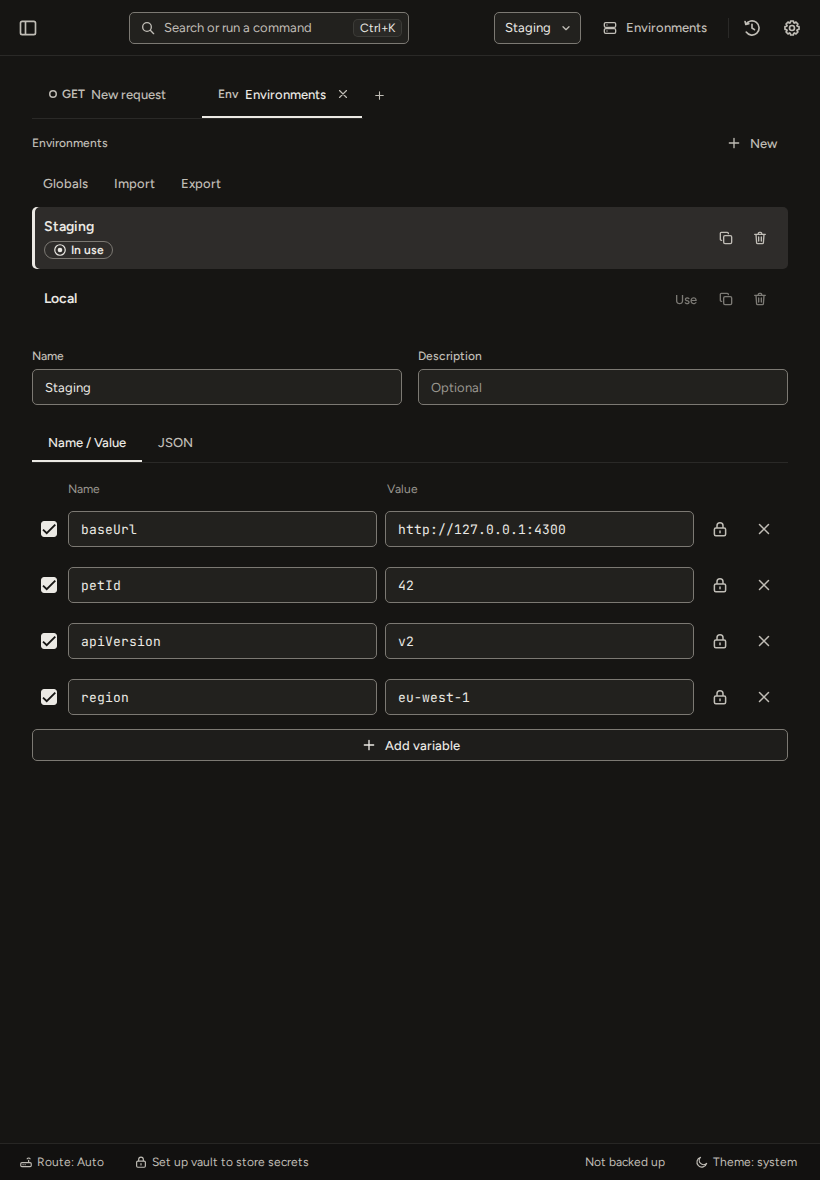 Search or run a command Ctrl+K Staging Environments
GET New request Env Environments
Environments New
Globals Import Export
Staging
In use
Local Use
Name Description
Staging Optional
Name / Value JSON
Name Value
baseUrl http://127.0.0.1:4300
petId 42
apiVersion v2
region eu-west-1
Add variable
Route: Auto Set up vault to store secrets Not backed up Theme: system